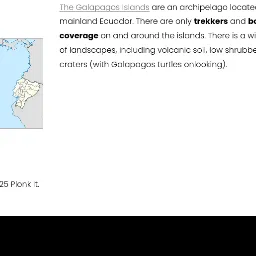 The Galapagos Islands are an archipelago locate
mainland Ecuador. There are only trekkers and
coverage on and around the islands. There is a wi
of landscapes, including volcanic soil, low shrubbe
craters (with Galapagos turtles onlooking).
25 Plonk It.